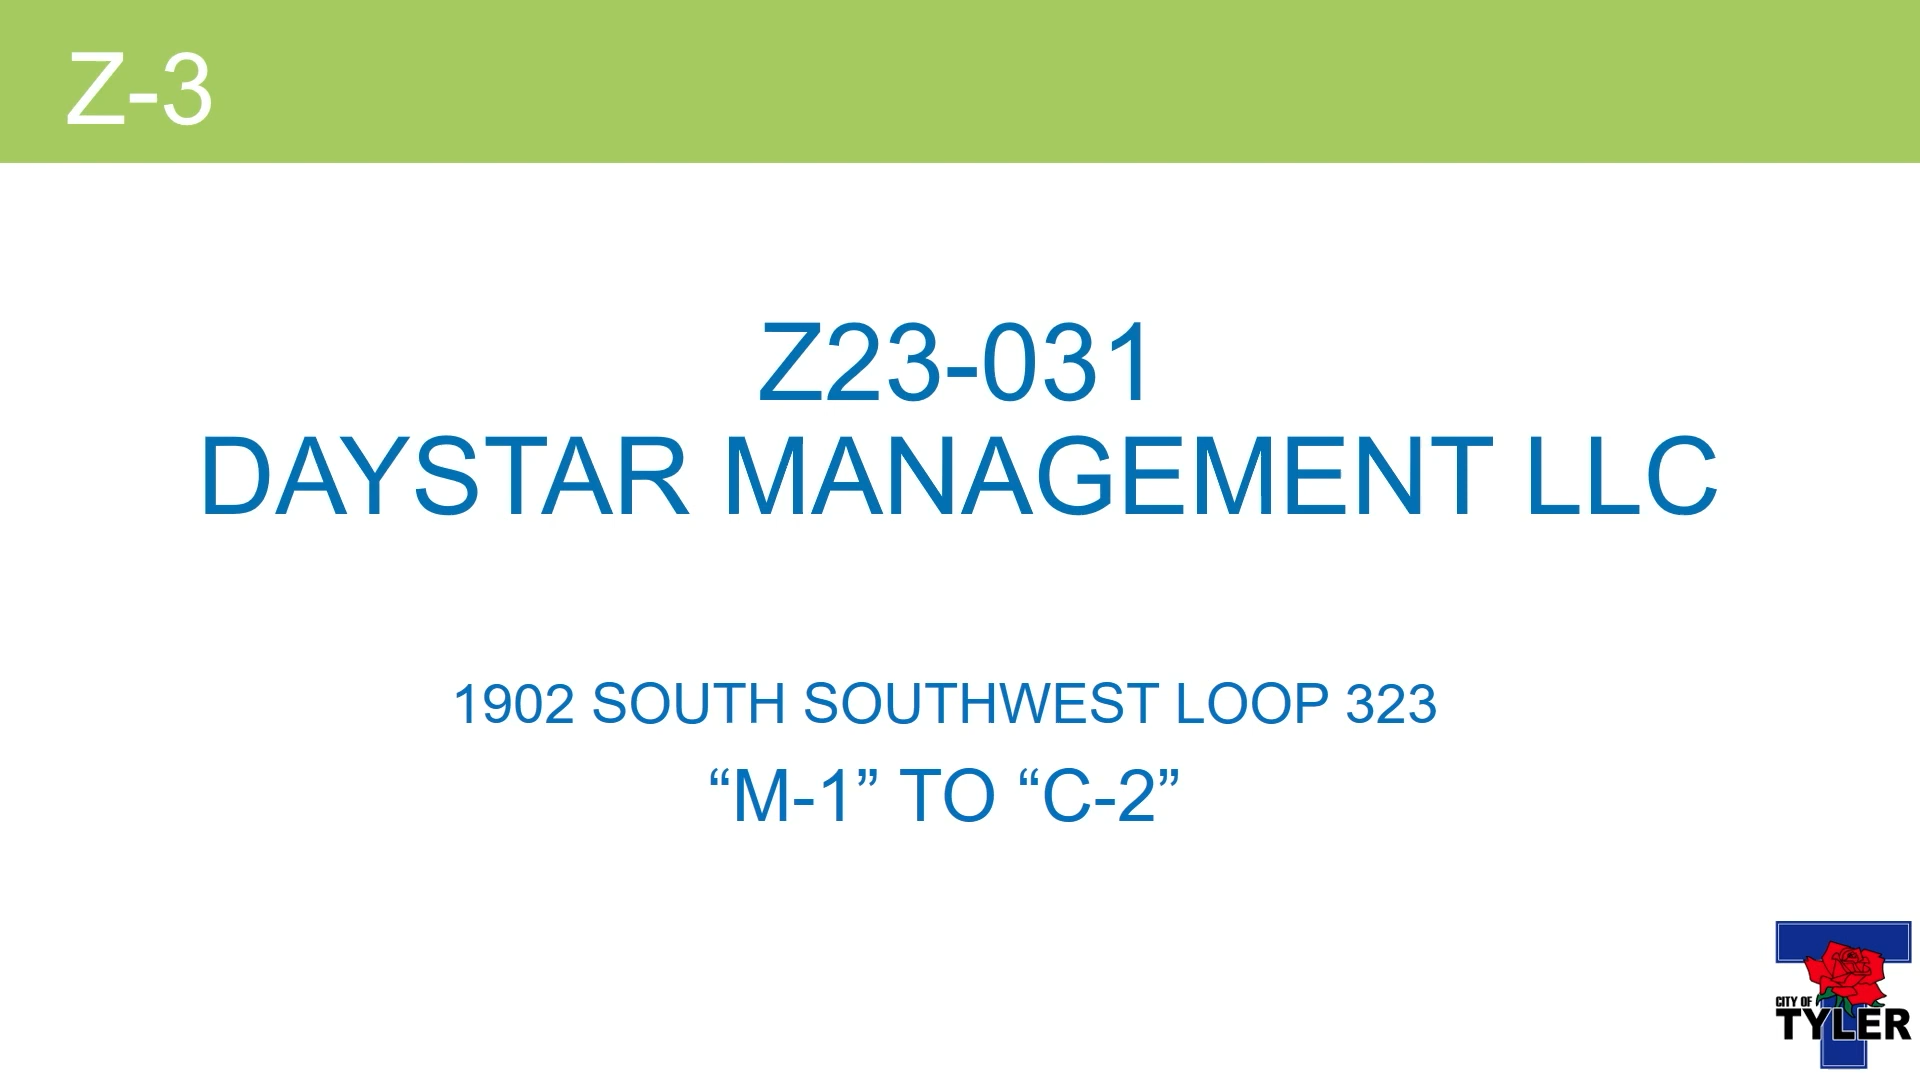 Z-3
Z23-031
DAYSTAR MANAGEMENT LLC
1902 SOUTH SOUTHWEST LOOP 323
“M-1” TO “C-2”
CITY OF
TYLER